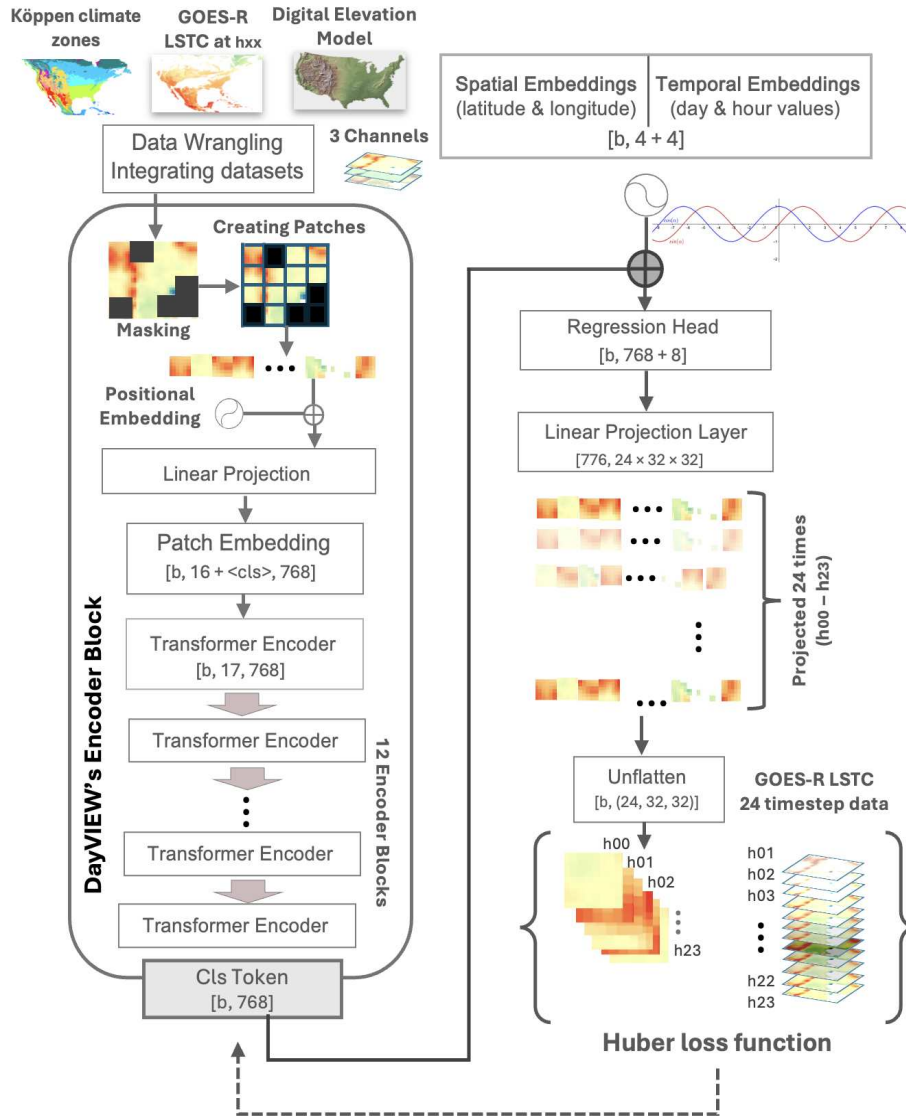 Köppen climate
zones
GOES-R
LSTC at hxx
Digital Elevation
Model
Data Wrangling
Integrating datasets
3 Channels
Creating Patches
Masking
Positional
Embedding
Linear Projection
Patch Embedding
[b, 16 + <cls>, 768]
Transformer Encoder
[b, 17, 768]
Transformer Encoder
Transformer Encoder
Transformer Encoder
DayVIEW's Encoder Block
12 Encoder Blocks
Cls Token
[b, 768]
Spatial Embeddings
(latitude & longitude)
Temporal Embeddings
(day & hour values)
[b, 4 + 4]
Regression Head
[b, 768 + 8]
Linear Projection Layer
[776, 24 × 32 × 32]
Projected 24 times
(h00 – h23)
Unflatten
[b, (24, 32, 32)]
GOES-R LSTC
24 timestep data
h00
h01
h02
h23
h01
h02
h03
h22
h23
Huber loss function